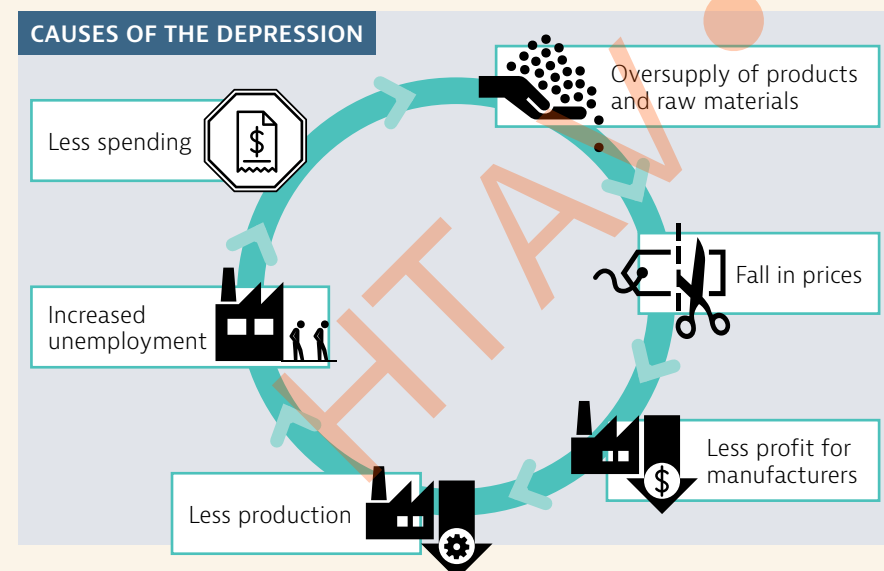 CAUSES OF THE DEPRESSION
Oversupply of products
and raw materials
Less spending
$
Fall in prices
Increased
unemployment
Less profit for
manufacturers
$
Less production
HTAV